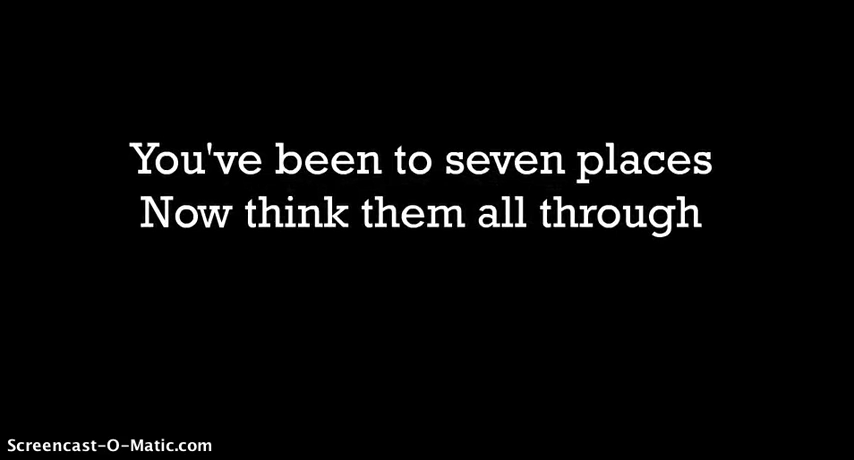 You've been to seven places
Now think them all through
Screencast-O-Matic.com